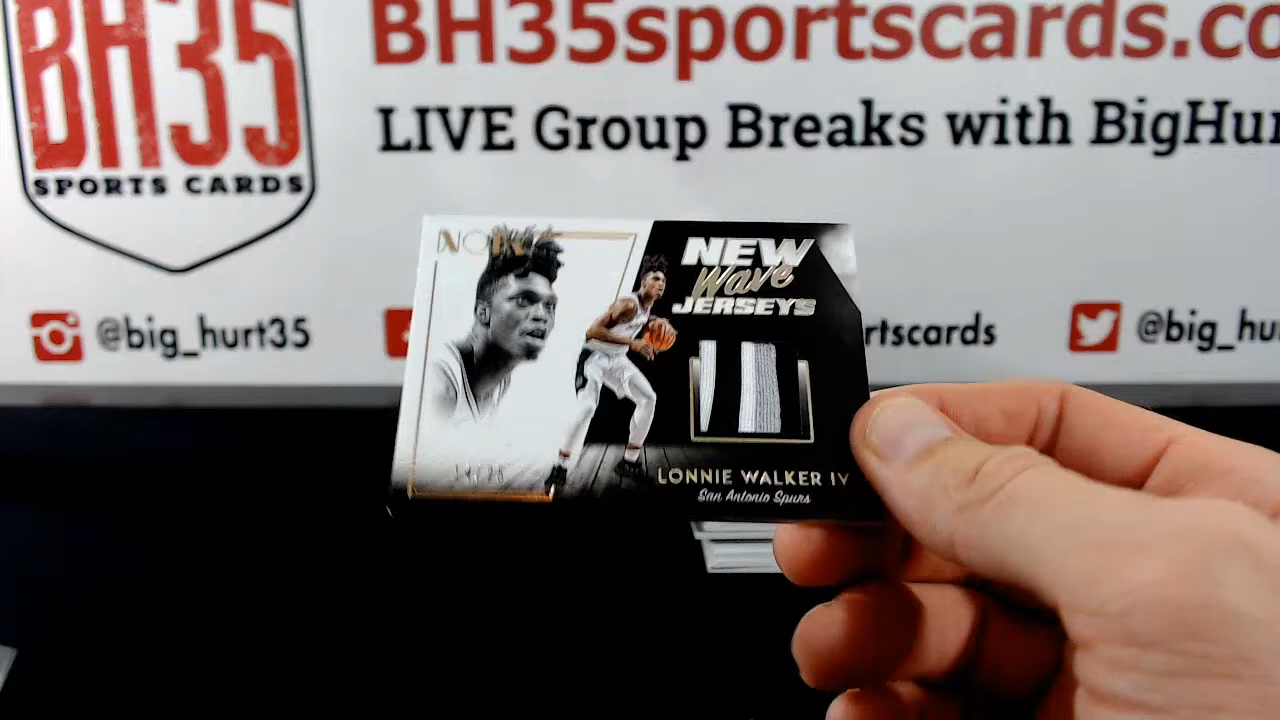 BH35
SPORTS CARDS
BH35sportscards.co
LIVE Group Breaks with BigHur
@big_hurt35
rtscards
@big_hu
NOIR
NEW
Wave
JERSEYS
LONNIE WALKER IV
San Antonio Spurs